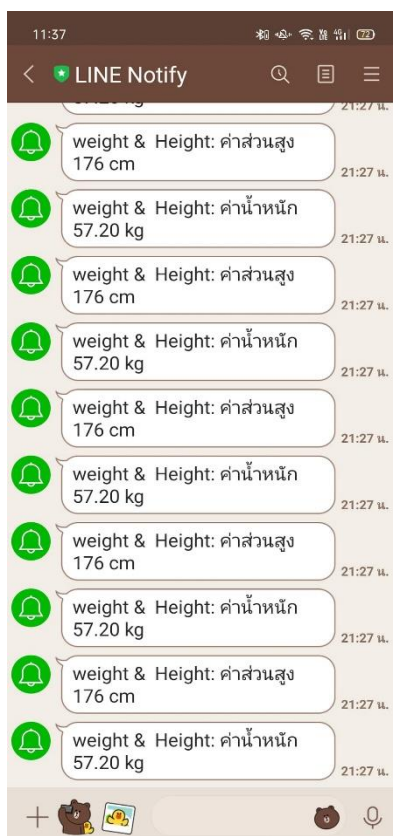 11:37
72
LINE Notify
21:27 น.
weight & Height: ค่าส่วนสูง
176 cm
21:27 น.
weight & Height: ค่าน้ำหนัก
57.20 kg
21:27 น.
weight & Height: ค่าส่วนสูง
176 cm
21:27 น.
weight & Height: ค่าน้ำหนัก
57.20 kg
21:27 น.
weight & Height: ค่าส่วนสูง
176 cm
21:27 น.
weight & Height: ค่าน้ำหนัก
57.20 kg
21:27 น.
weight & Height: ค่าส่วนสูง
176 cm
21:27 น.
weight & Height: ค่าน้ำหนัก
57.20 kg
21:27 น.
weight & Height: ค่าส่วนสูง
176 cm
21:27 น.
weight & Height: ค่าน้ำหนัก
57.20 kg
21:27 น.